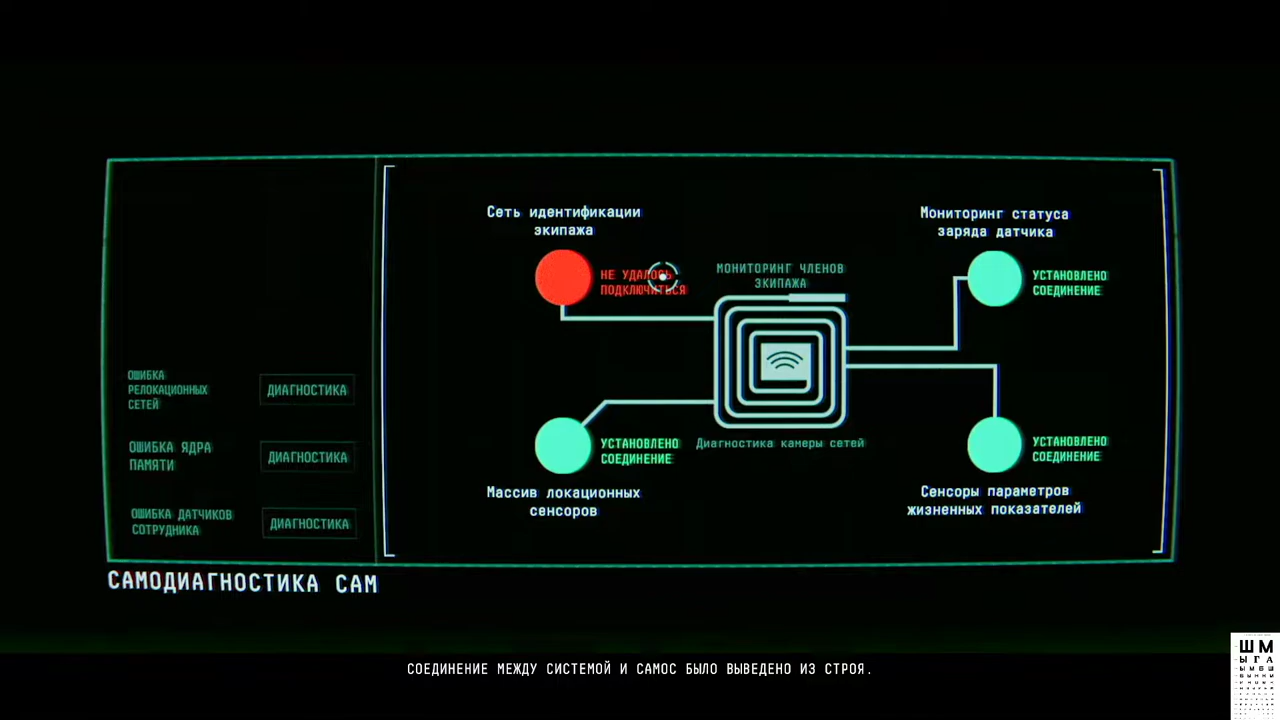 Сеть идентификации
экипажа
НЕ УДАЛОСЬ
ПОДКЛЮЧИТЬСЯ
МОНИТОРИНГ ЧЛЕНОВ
ЭКИПАЖА
Мониторинг статуса
заряда датчика
УСТАНОВЛЕНО
СОЕДИНЕНИЕ
ОШИБКА
РЕЛОКАЦИОННЫХ
СЕТЕЙ
ДИАГНОСТИКА
ОШИБКА ЯДРА
ПАМЯТИ
ДИАГНОСТИКА
ОШИБКА ДАТЧИКОВ
СОТРУДНИКА
ДИАГНОСТИКА
УСТАНОВЛЕНО
СОЕДИНЕНИЕ
Массив локационных
сенсоров
Диагностика камеры сетей
УСТАНОВЛЕНО
СОЕДИНЕНИЕ
Сенсоры параметров
жизненных показателей
САМОДИАГНОСТИКА САМ
СОЕДИНЕНИЕ МЕЖДУ СИСТЕМОЙ И САМОС БЫЛО ВЫВЕДЕНО ИЗ СТРОЯ.
Ш М
Ы Г А
Ы М Б Ш